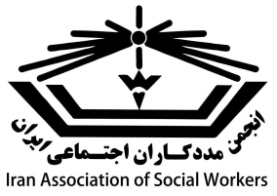 انجمن مددکاران اجتماعی ایران
Iran Association of Social Workers